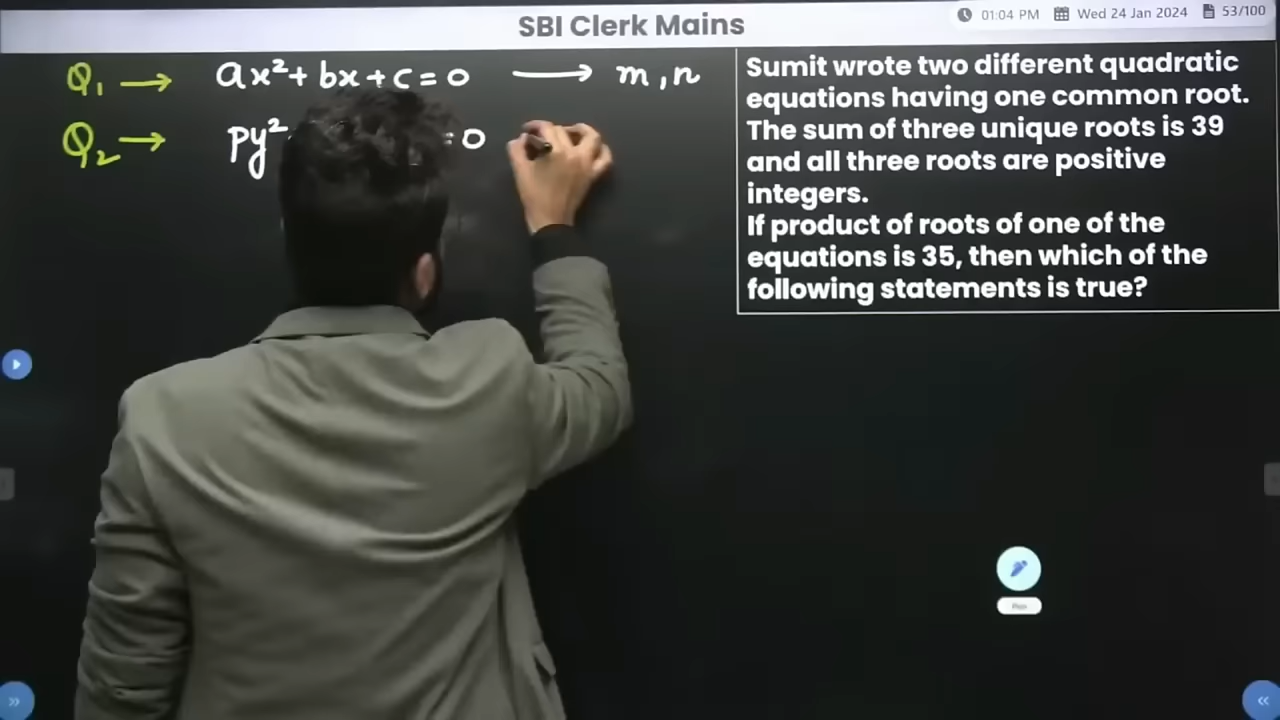 SBI Clerk Mains
01:04 PM Wed 24 Jan 2024 53/100
Q₁ → ax² + bx + c = 0 → m, n
Q₂ → py² = 0
Sumit wrote two different quadratic
equations having one common root.
The sum of three unique roots is 39
and all three roots are positive
integers.
If product of roots of one of the
equations is 35, then which of the
following statements is true?